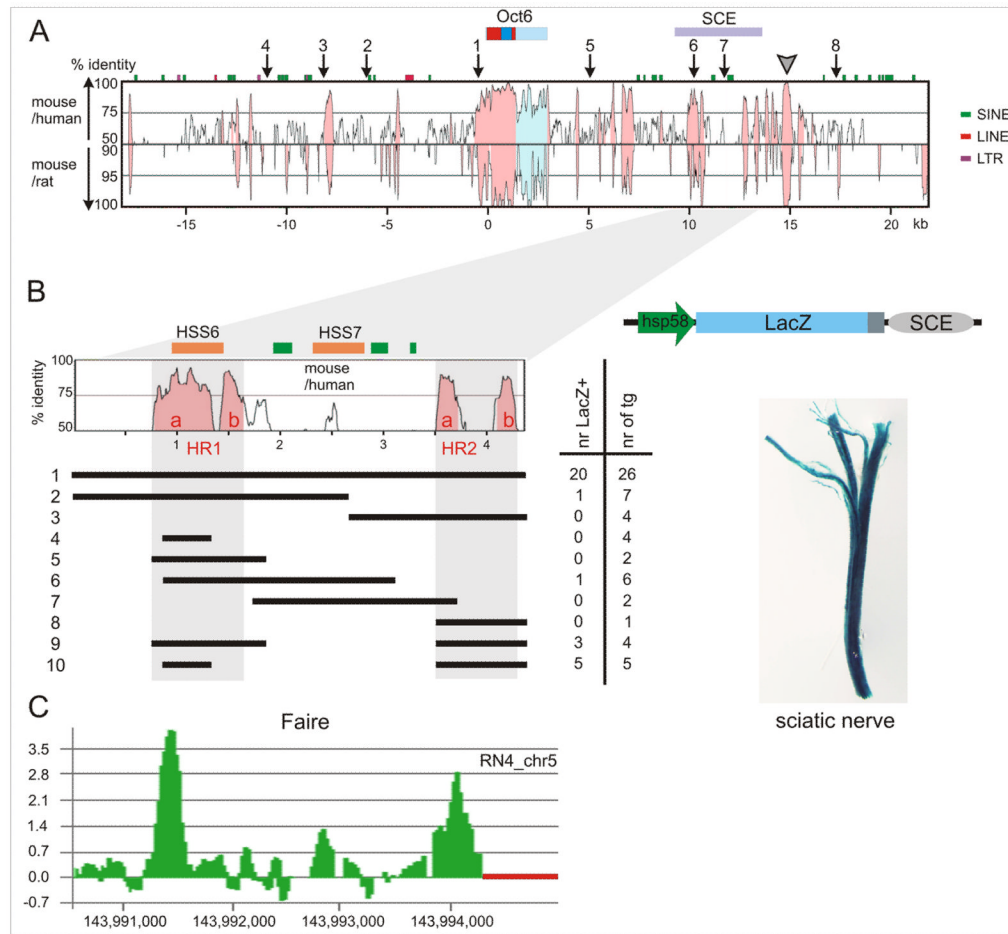 A
Oct6
SCE
4 3 2 1 5 6 7 8
% identity
100
mouse
/human
75
50
mouse
/rat
90
95
100
SINE
LINE
LTR
-15 -10 -5 0 5 10 15 20 kb
B
HSS6 HSS7
hsp58 LacZ SCE
% identity
100
75
50
mouse
/human
a b a b
1 2 3 4
HR1 HR2
nr LacZ+ nr of tg
1 20 26
2 1 7
3 0 4
4 0 4
5 0 2
6 1 6
7 0 2
8 0 1
9 3 4
10 5 5
sciatic nerve
C
Faire
RN4_chr5
3.5
2.8
2.1
1.4
0.7
0.0
-0.7
143,991,000 143,992,000 143,993,000 143,994,000